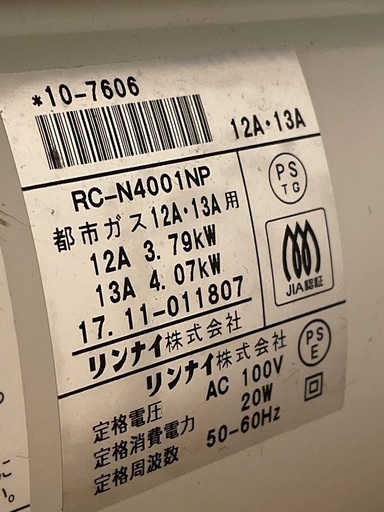 *10-7606
12A・13A
RC-N4001NP
都市ガス12A・13A用
12A 3.79kW
13A 4.07kW
17. 11-011807
リンナイ株式会社
PS
TG
JIA認証
リンナイ株式会社
PS
E
定格電圧 AC 100V
定格消費電力 20W
定格周波数 50-60Hz
に
い。